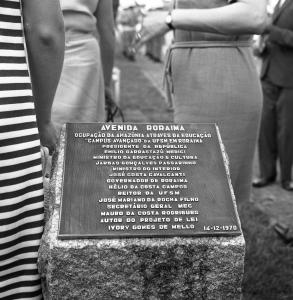 AVENIDA RORAIMA
OCUPAÇÃO DA AMAZÔNIA ATRAVÉS DA EDUCAÇÃO
"CAMPUS AVANÇADO" DA UFSM EM RORAIMA
PRESIDENTE DA REPÚBLICA
EMILIO GARRASTAZÚ MEDICI
MINISTRO DA EDUCAÇÃO & CULTURA
JARBAS GONÇALVES PASSARINHO
MINISTRO DO INTERIOR
JOSÉ COSTA CAVALCANTI
GOVERNADOR DE RORAIMA
HÉLIO DA COSTA CAMPOS
REITOR DA UFSM
JOSÉ MARIANO DA ROCHA FILHO
SECRETÁRIO GERAL MEC
MAURO DA COSTA RODRIGUES
AUTOR DO PROJETO DE LEI
IVORY GOMES DE MELLO 14-12-1970